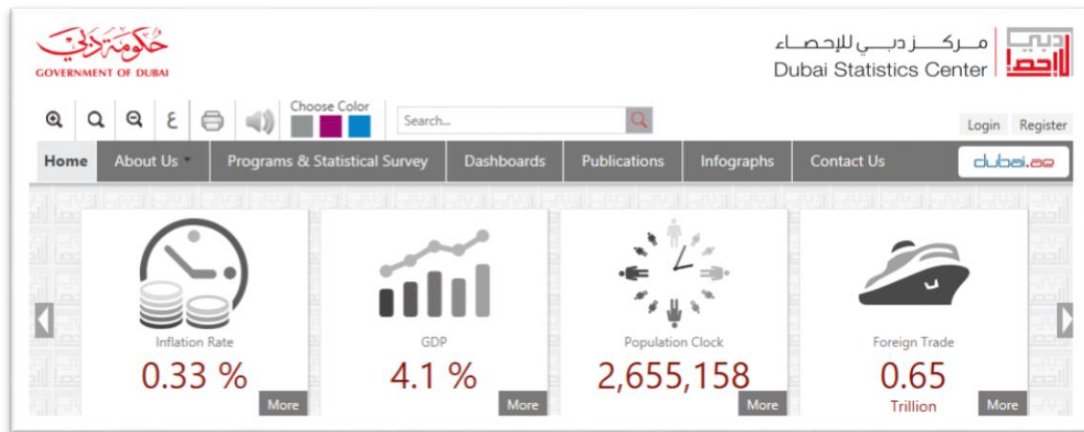 حكومة دبي
GOVERNMENT OF DUBAI
مركز دبي للإحصاء
Dubai Statistics Center
دبي
للإحصاء
ع
Choose Color
Search...
Login Register
Home About Us Programs & Statistical Survey Dashboards Publications Infographs Contact Us dubai.ae
Inflation Rate
0.33 %
More
GDP
4.1 %
More
Population Clock
2,655,158
More
Foreign Trade
0.65
Trillion
More